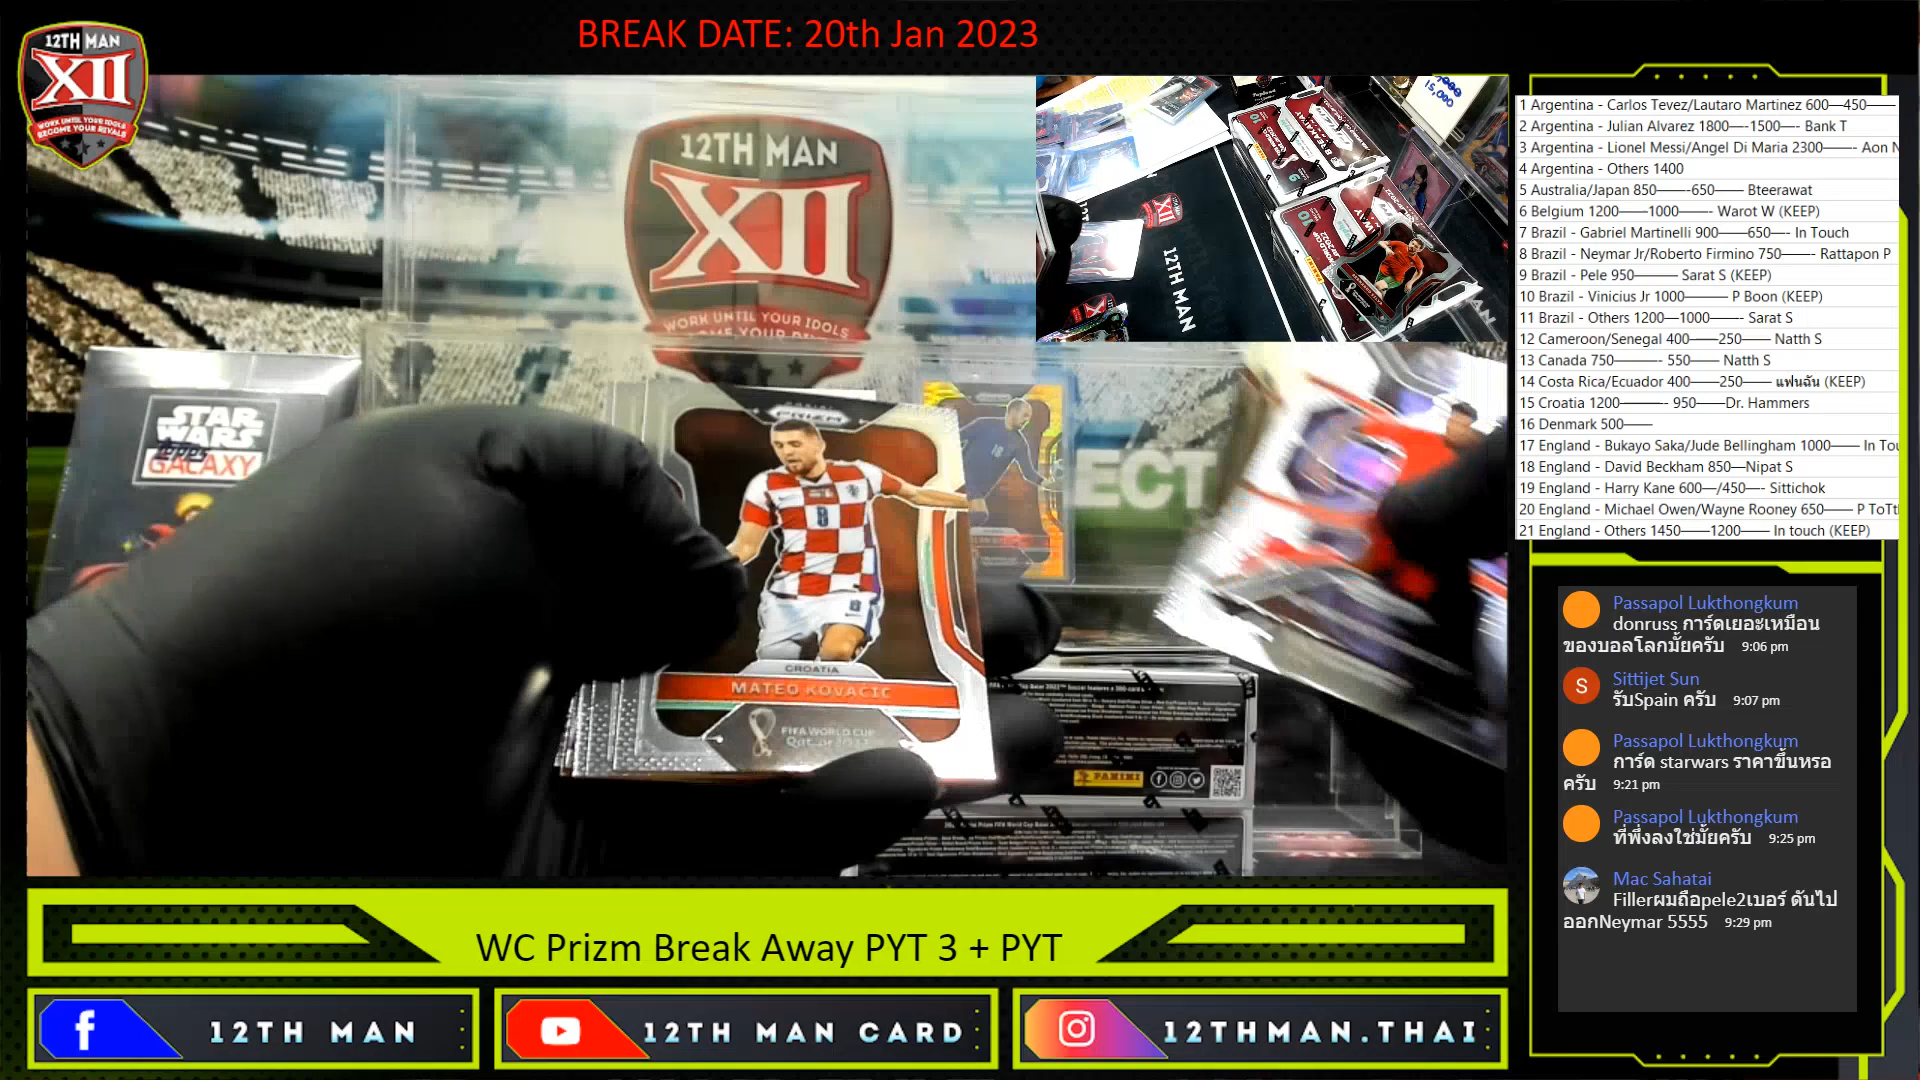 BREAK DATE: 20th Jan 2023
12TH MAN
XII
WORK UNTIL YOUR IDOLS
BECOME YOUR RIVALS
12TH MAN
XII
WORK UNTIL YOUR IDOLS
STAR
WARS
Topps
GALAXY
PRIZM
CROATIA
MATEO KOVACIC
FIFA WORLD CUP
Qatar2022
ECT
PANINI
15,000
12TH MAN
1 Argentina - Carlos Tevez/Lautaro Martinez 600—450——
2 Argentina - Julian Alvarez 1800—-1500—- Bank T
3 Argentina - Lionel Messi/Angel Di Maria 2300——- Aon N
4 Argentina - Others 1400
5 Australia/Japan 850——-650—— Bteerawat
6 Belgium 1200——1000——- Warot W (KEEP)
7 Brazil - Gabriel Martinelli 900——650—- In Touch
8 Brazil - Neymar Jr/Roberto Firmino 750——- Rattapon P
9 Brazil - Pele 950——— Sarat S (KEEP)
10 Brazil - Vinicius Jr 1000——— P Boon (KEEP)
11 Brazil - Others 1200—1000——- Sarat S
12 Cameroon/Senegal 400——250—— Natth S
13 Canada 750———- 550—— Natth S
14 Costa Rica/Ecuador 400——250—— แฟนฉัน (KEEP)
15 Croatia 1200———- 950——Dr. Hammers
16 Denmark 500——
17 England - Bukayo Saka/Jude Bellingham 1000—— In Tou
18 England - David Beckham 850—Nipat S
19 England - Harry Kane 600—/450—- Sittichok
20 England - Michael Owen/Wayne Rooney 650—— P ToTt
21 England - Others 1450——1200—— In touch (KEEP)
Passapol Lukthongkum
donruss การ์ดเยอะเหมือน
ของบอลโลกมั้ยครับ 9:06 pm
S
Sittijet Sun
รับSpain ครับ 9:07 pm
Passapol Lukthongkum
การ์ด starwars ราคาขึ้นหรอ
ครับ 9:21 pm
Passapol Lukthongkum
ที่พึ่งลงใช่มั้ยครับ 9:25 pm
Mac Sahatai
Fillerผมถือpele2เบอร์ ดันไป
ออกNeymar 5555 9:29 pm
WC Prizm Break Away PYT 3 + PYT
12TH MAN
12TH MAN CARD
12THMAN.THAI